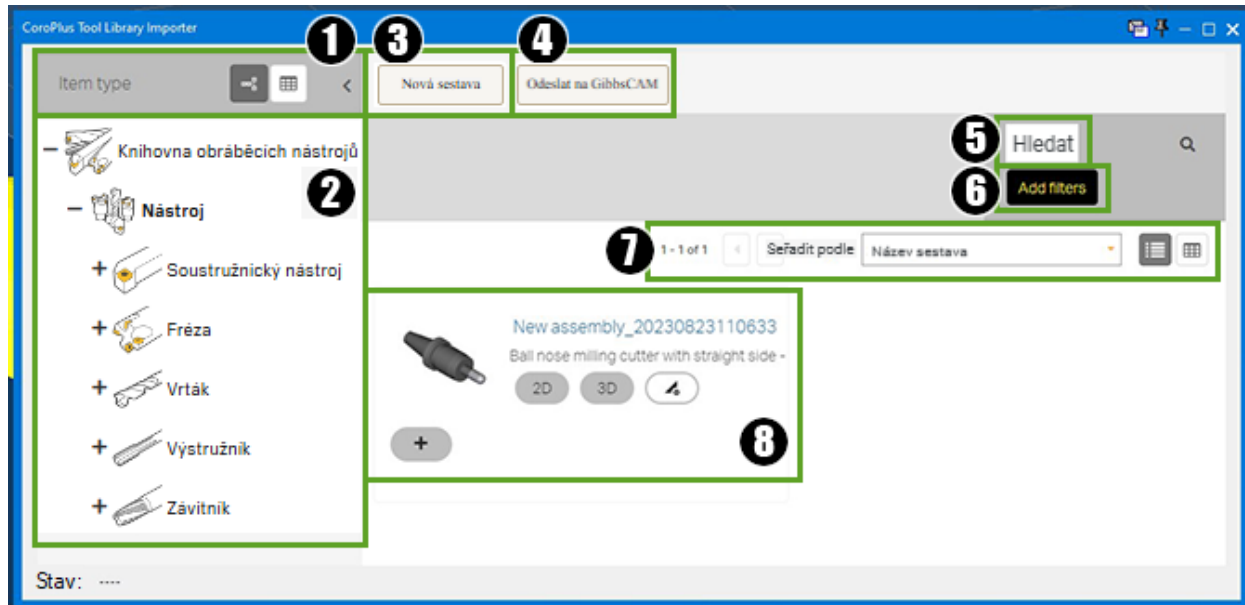 CoroPlus Tool Library Importer
1
3
4
Item type
Nová sestava
Odeslat na GibbsCAM
5
Hledat
6
Add filters
Knihovna obráběcích nástrojů
2
Nástroj
7
1 - 1 of 1
Seřadit podle
Název sestava
Soustružnický nástroj
Fréza
Vrták
Výstružník
Závitník
New assembly_20230823110633
Ball nose milling cutter with straight side -
2D
3D
+
8
Stav: ----